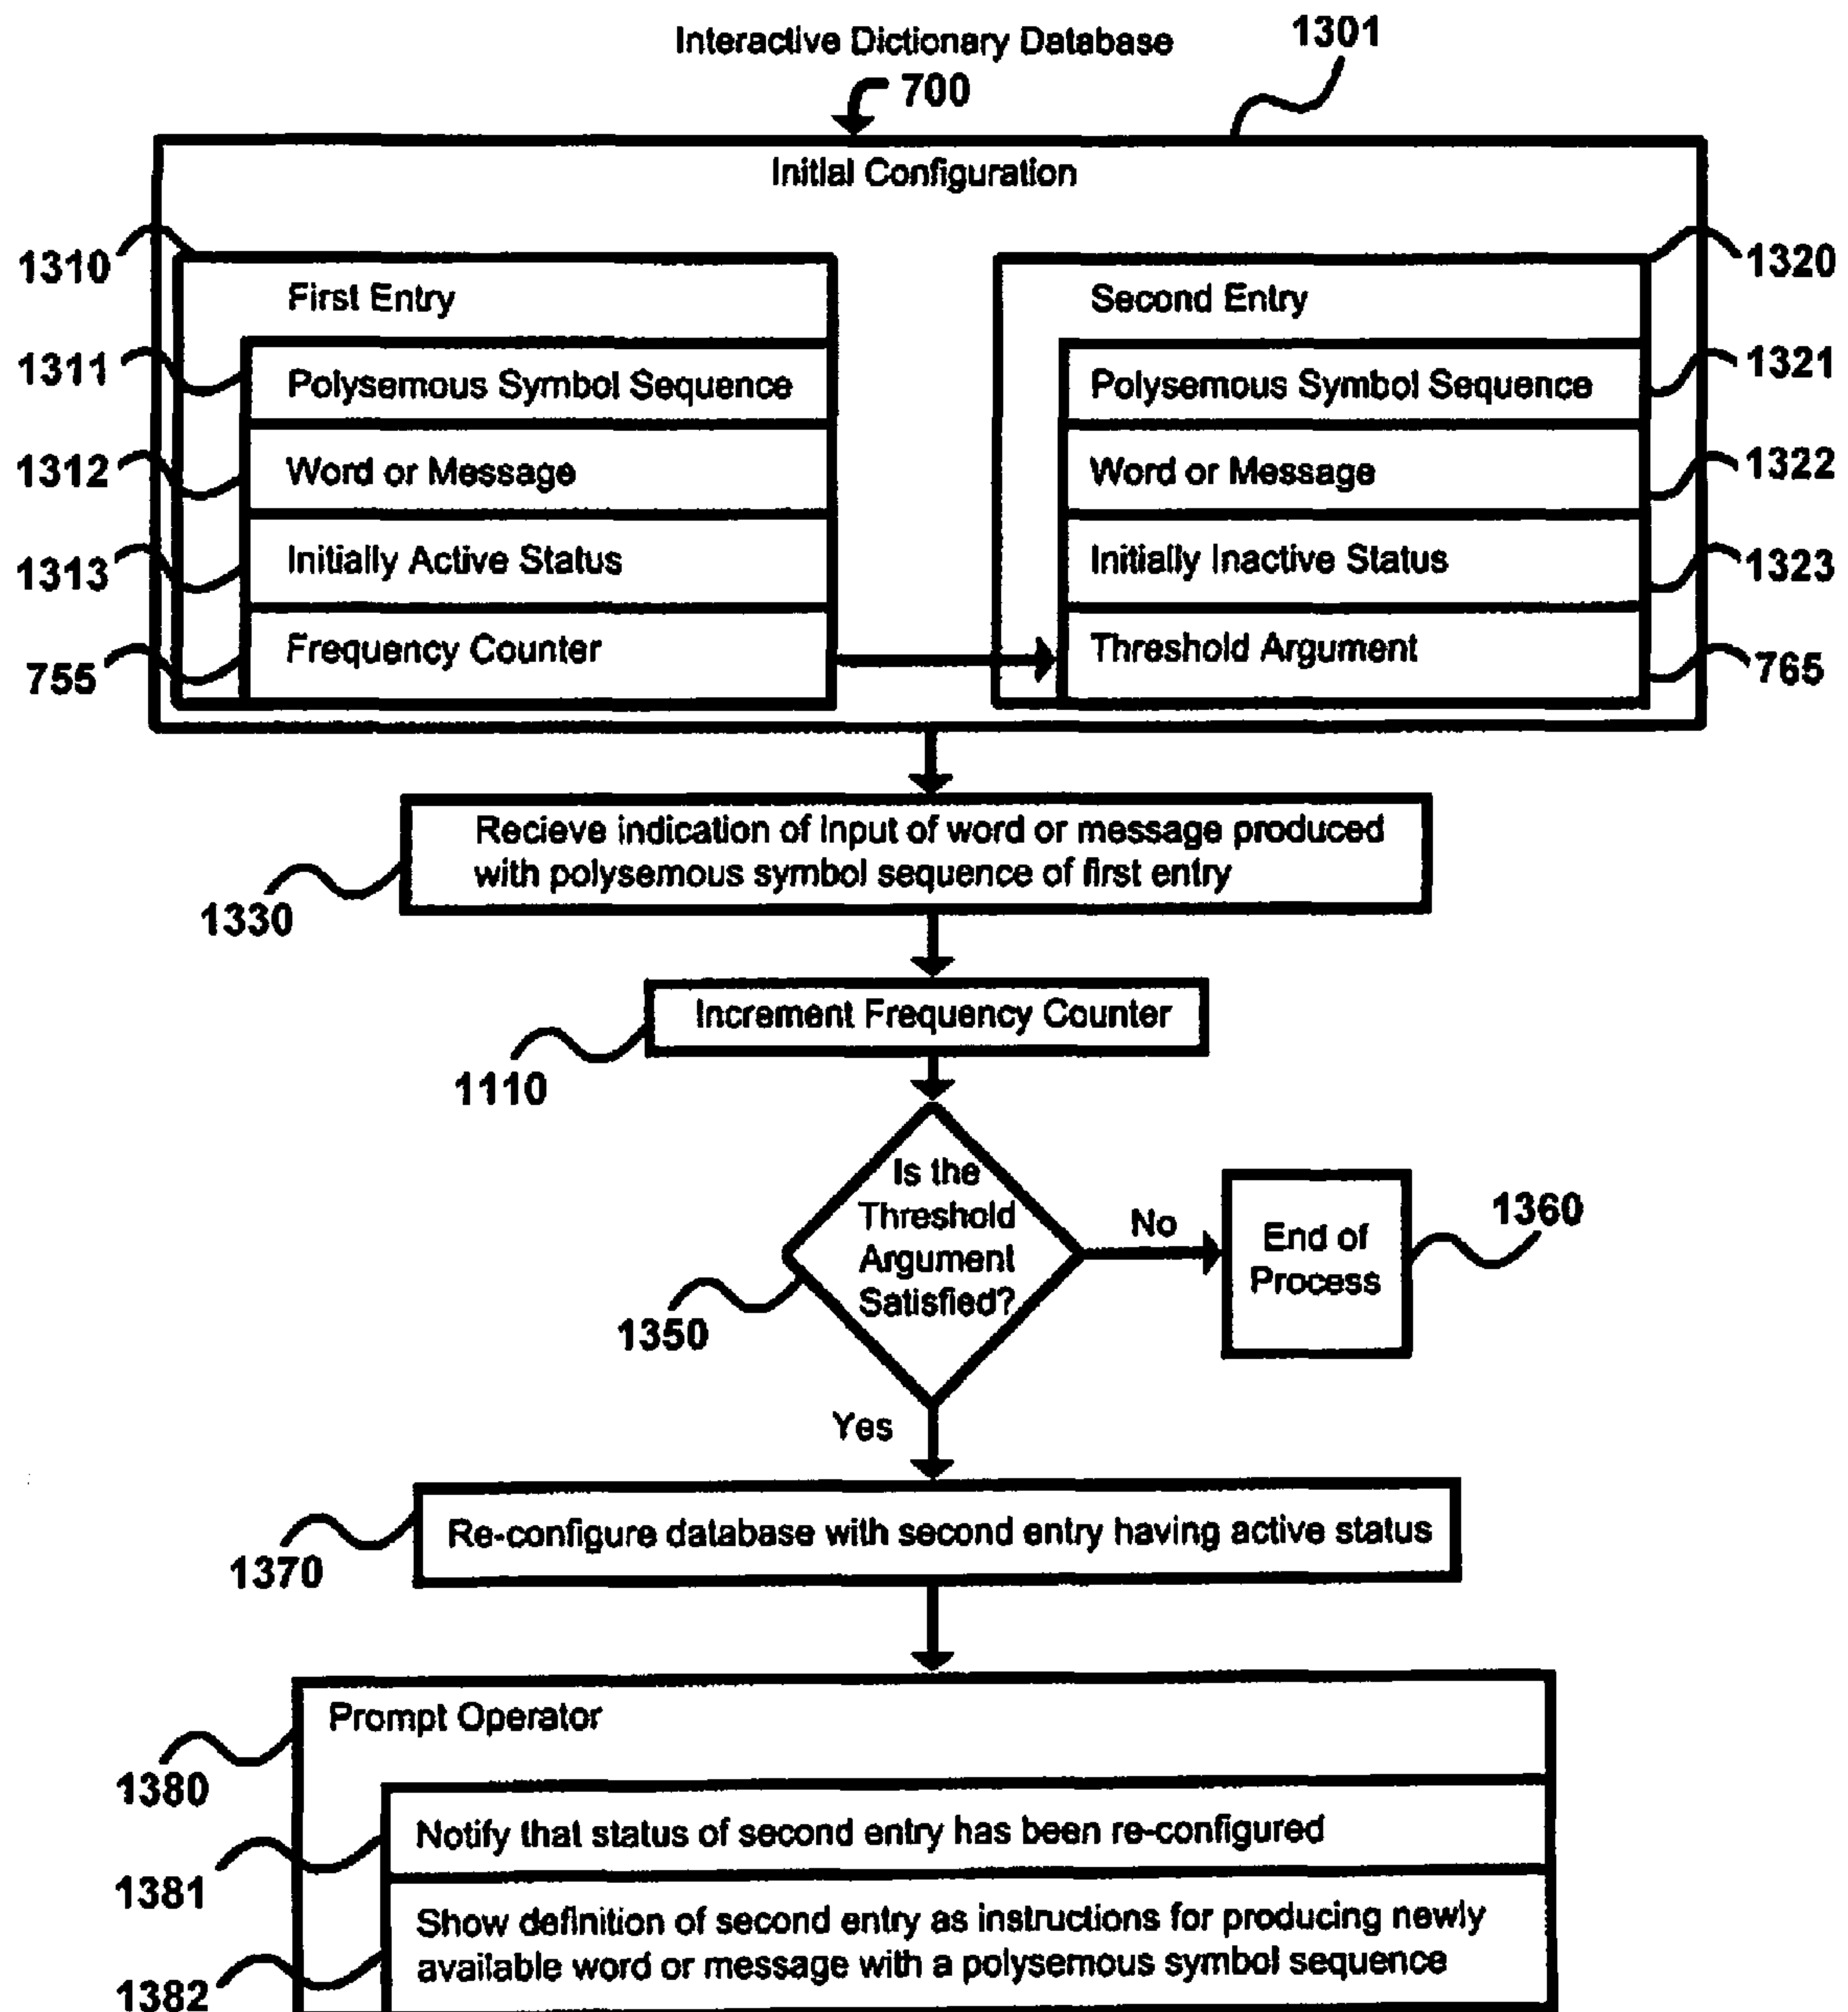 Interactive Dictionary Database
1301
700
Initial Configuration
1310
First Entry
1311
Polysemous Symbol Sequence
1312
Word or Message
1313
Initially Active Status
755
Frequency Counter
1320
Second Entry
1321
Polysemous Symbol Sequence
1322
Word or Message
1323
Initially Inactive Status
765
Threshold Argument
Recieve indication of input of word or message produced
with polysemous symbol sequence of first entry
1330
Increment Frequency Counter
1110
Is the
Threshold
Argument
Satisfied?
1350
No
End of
Process
1360
Yes
Re-configure database with second entry having active status
1370
Prompt Operator
1380
Notify that status of second entry has been re-configured
1381
Show definition of second entry as instructions for producing newly
available word or message with a polysemous symbol sequence
1382